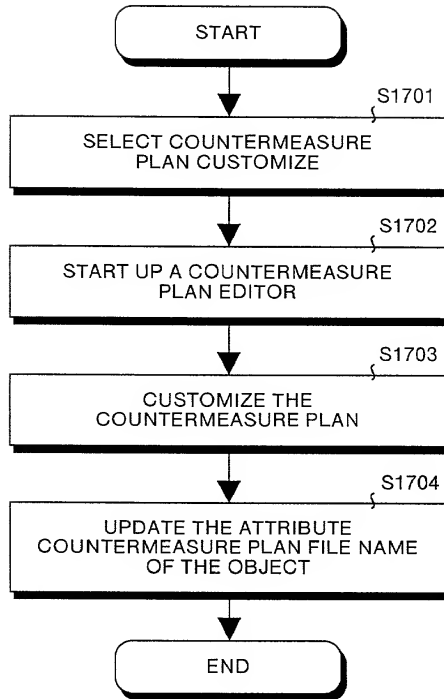 START
S1701
SELECT COUNTERMEASURE
PLAN CUSTOMIZE
S1702
START UP A COUNTERMEASURE
PLAN EDITOR
S1703
CUSTOMIZE THE
COUNTERMEASURE PLAN
S1704
UPDATE THE ATTRIBUTE
COUNTERMEASURE PLAN FILE NAME
OF THE OBJECT
END